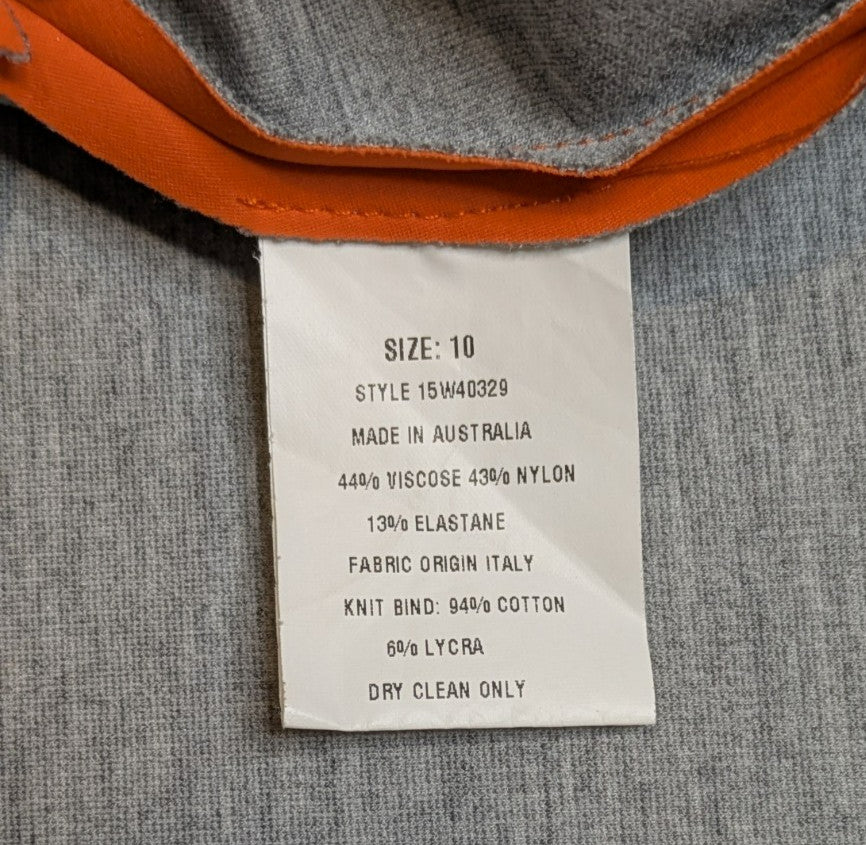 SIZE: 10
STYLE 15W40329
MADE IN AUSTRALIA
44% VISCOSE 43% NYLON
13% ELASTANE
FABRIC ORIGIN ITALY
KNIT BIND: 94% COTTON
6% LYCRA
DRY CLEAN ONLY